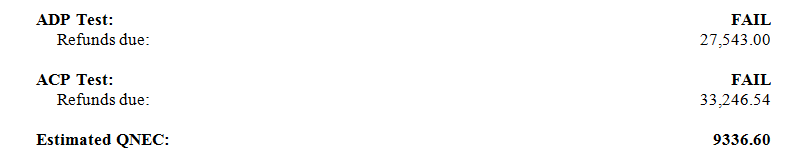 ADP Test: FAIL
Refunds due: 27,543.00
ACP Test: FAIL
Refunds due: 33,246.54
Estimated QNEC: 9336.60